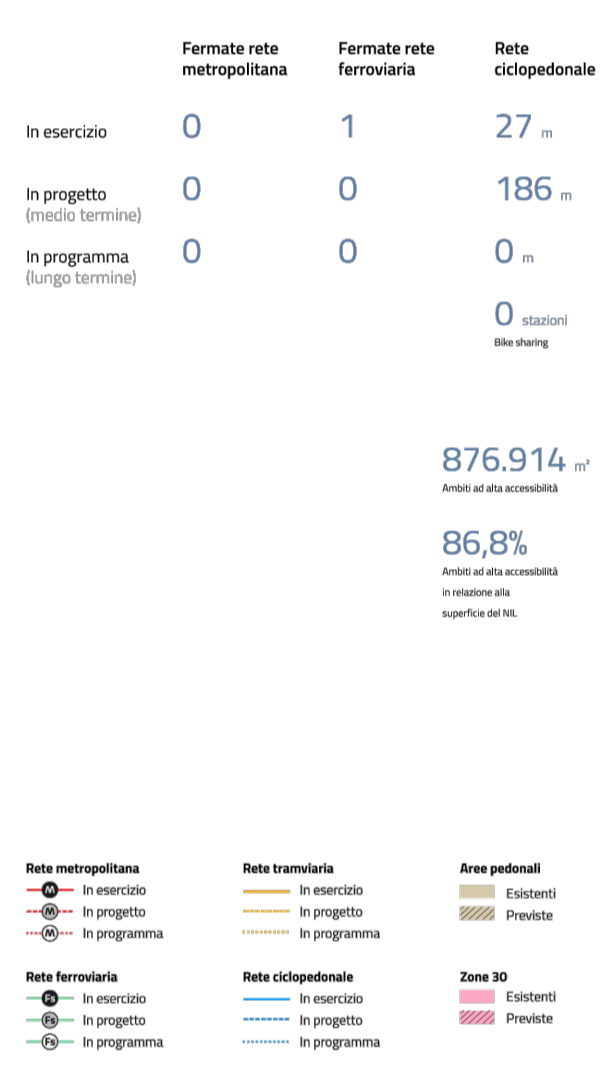 Fermate rete metropolitana
Fermate rete ferroviaria
Rete ciclopedonale
In esercizio 0 1 27 m
In progetto 0 0 186 m
(medio termine)
In programma 0 0 0 m
(lungo termine)
0 stazioni
Bike sharing
876.914 m²
Ambiti ad alta accessibilità
86,8%
Ambiti ad alta accessibilità
in relazione alla
superficie del NIL
Rete metropolitana
M In esercizio
M In progetto
M In programma
Rete tramviaria
In esercizio
In progetto
In programma
Aree pedonali
Esistenti
Previste
Rete ferroviaria
Fs In esercizio
Fs In progetto
Fs In programma
Rete ciclopedonale
In esercizio
In progetto
In programma
Zone 30
Esistenti
Previste